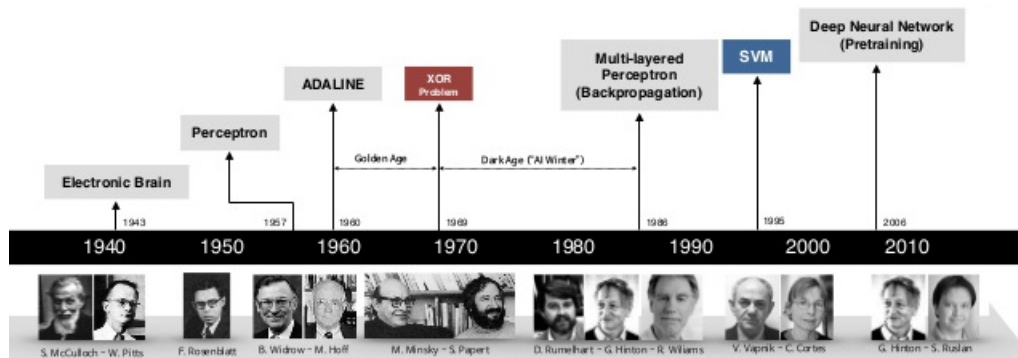 Deep Neural Network
(Pretraining)
SVM
Multi-layered
Perceptron
(Backpropagation)
ADALINE
XOR
Problem
Perceptron
Golden Age
Dark Age ("AI Winter")
Electronic Brain
1943
1957
1960
1969
1986
1995
2006
1940
1950
1960
1970
1980
1990
2000
2010
S. McCulloch – W. Pitts
F. Rosenblatt
B. Widrow – M. Hoff
M. Minsky – S. Papert
D. Rumelhart – G. Hinton – R. Wiliams
V. Vapnik – C. Cortes
G. Hinton – S. Ruslan